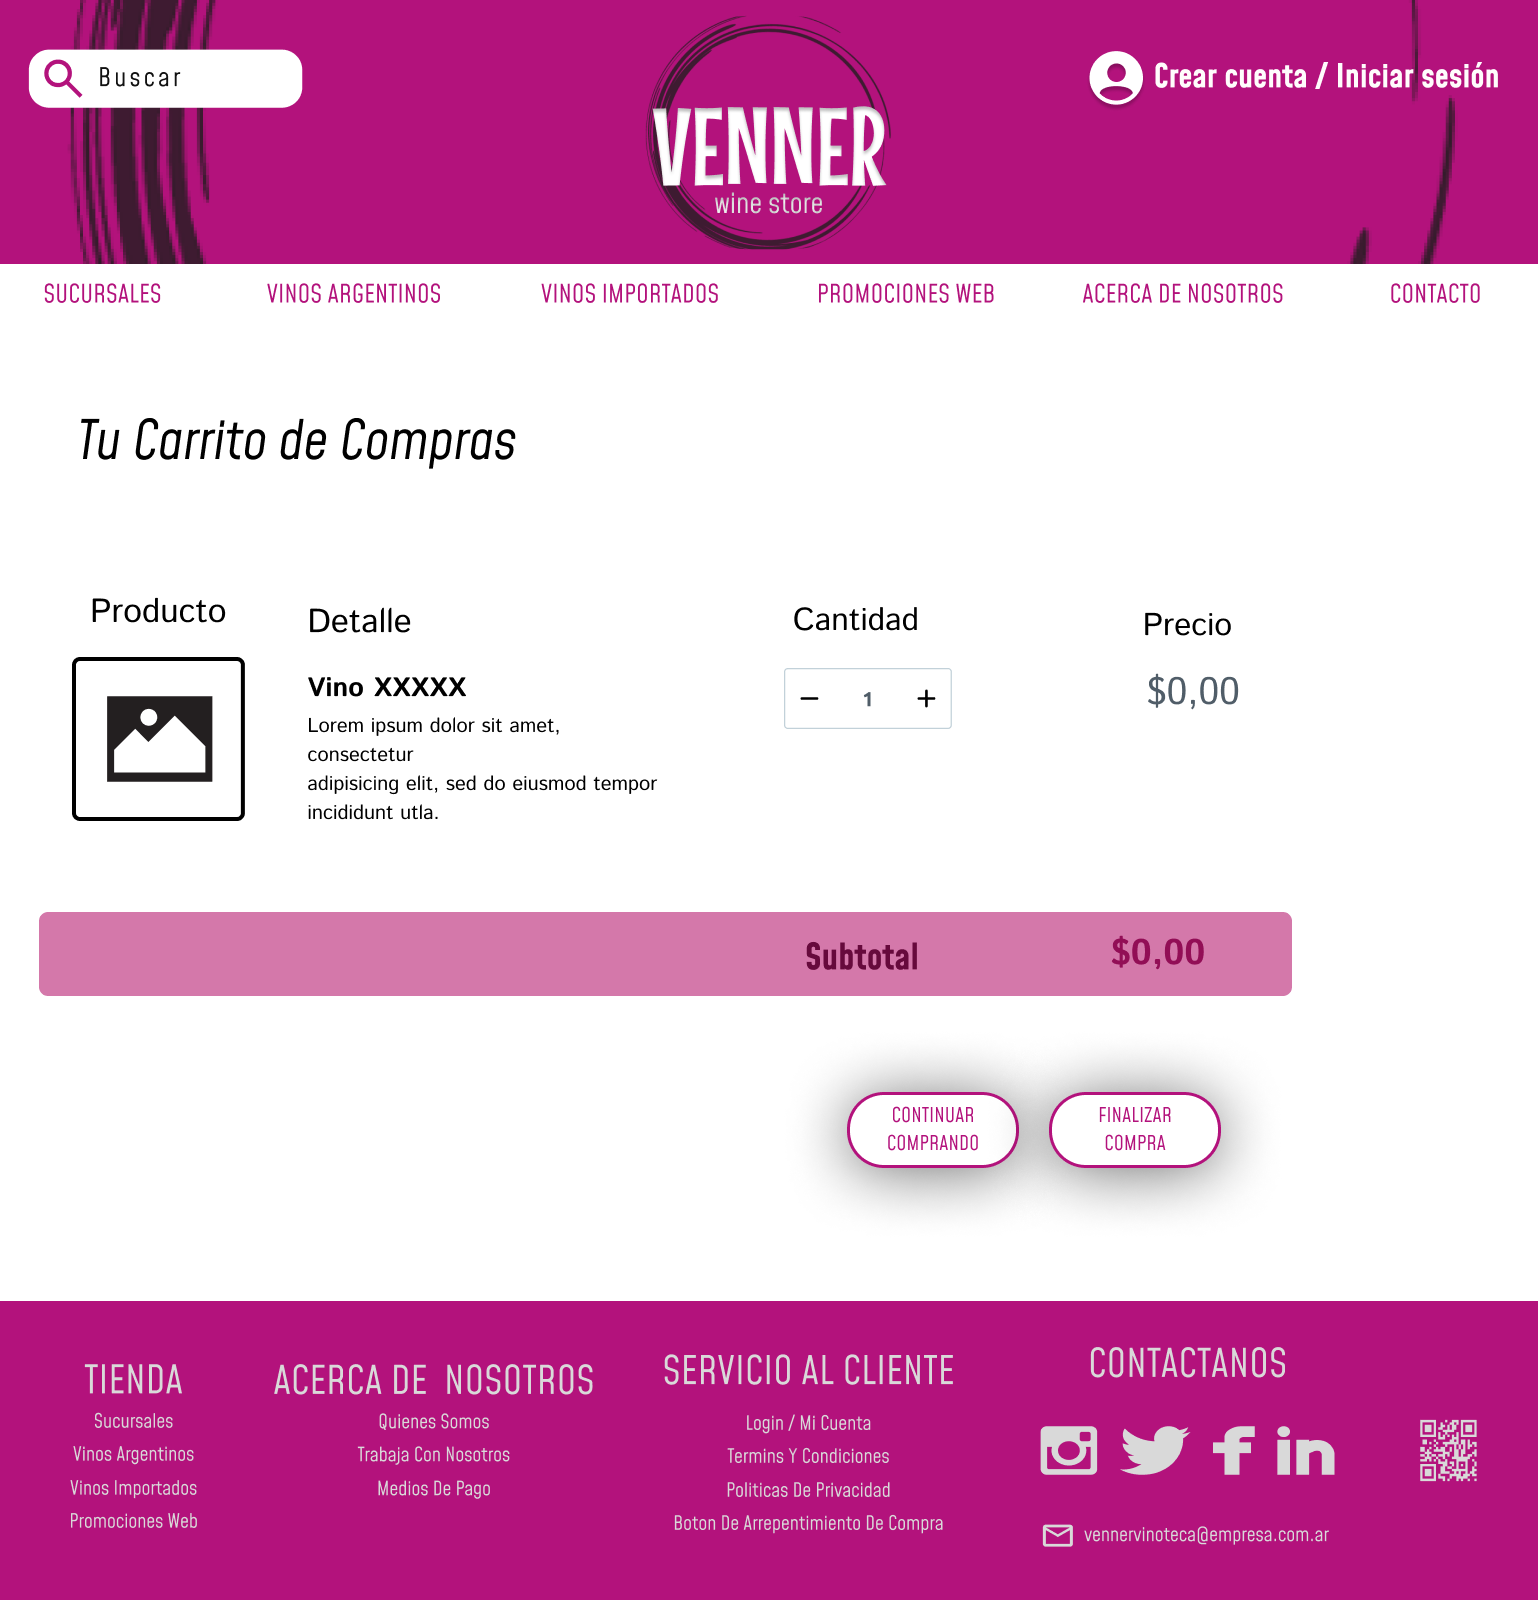 Buscar
VENNER
wine store
Crear cuenta / Iniciar sesión
SUCURSALES
VINOS ARGENTINOS
VINOS IMPORTADOS
PROMOCIONES WEB
ACERCA DE NOSOTROS
CONTACTO
Tu Carrito de Compras
Producto
Detalle
Cantidad
Precio
Vino XXXXX
Lorem ipsum dolor sit amet,
consectetur
adipisicing elit, sed do eiusmod tempor
incididunt utla.
1
$0,00
Subtotal
$0,00
CONTINUAR
COMPRANDO
FINALIZAR
COMPRA
TIENDA
Sucursales
Vinos Argentinos
Vinos Importados
Promociones Web
ACERCA DE NOSOTROS
Quienes Somos
Trabaja Con Nosotros
Medios De Pago
SERVICIO AL CLIENTE
Login / Mi Cuenta
Termins Y Condiciones
Politicas De Privacidad
Boton De Arrepentimiento De Compra
CONTACTANOS
vennervinoteca@empresa.com.ar